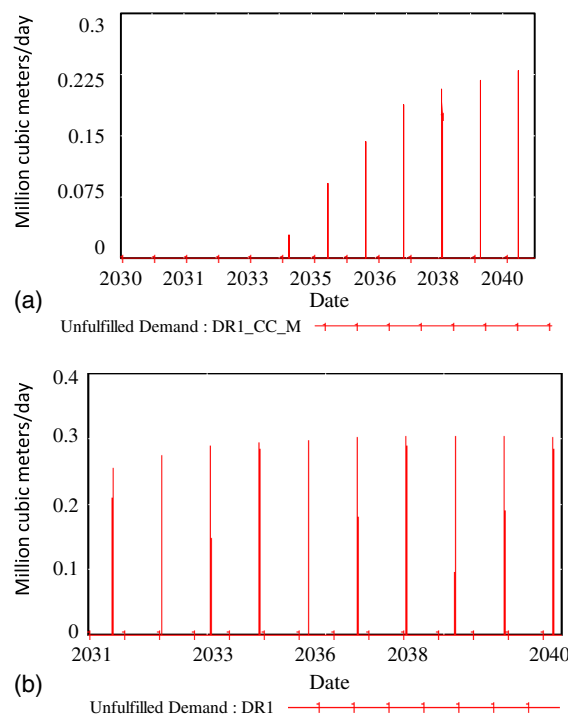 0.3
0.225
0.15
0.075
0
Million cubic meters/day
2030 2031 2033 2034 2035 2036 2038 2040
(a) Date
Unfulfilled Demand : DR1_CC_M
0.4
0.3
0.2
0.1
0
Million cubic meters/day
2031 2033 2036 2038 2040
Date
(b)
Unfulfilled Demand : DR1